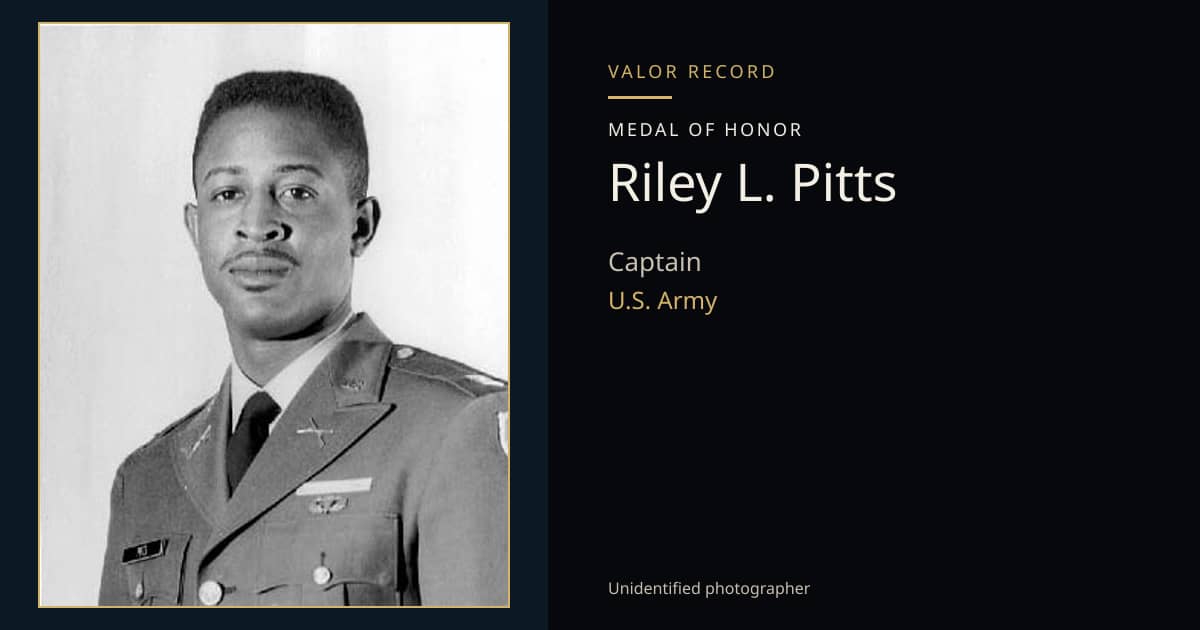 VALOR RECORD
MEDAL OF HONOR
Riley L. Pitts
Captain
U.S. Army
Unidentified photographer